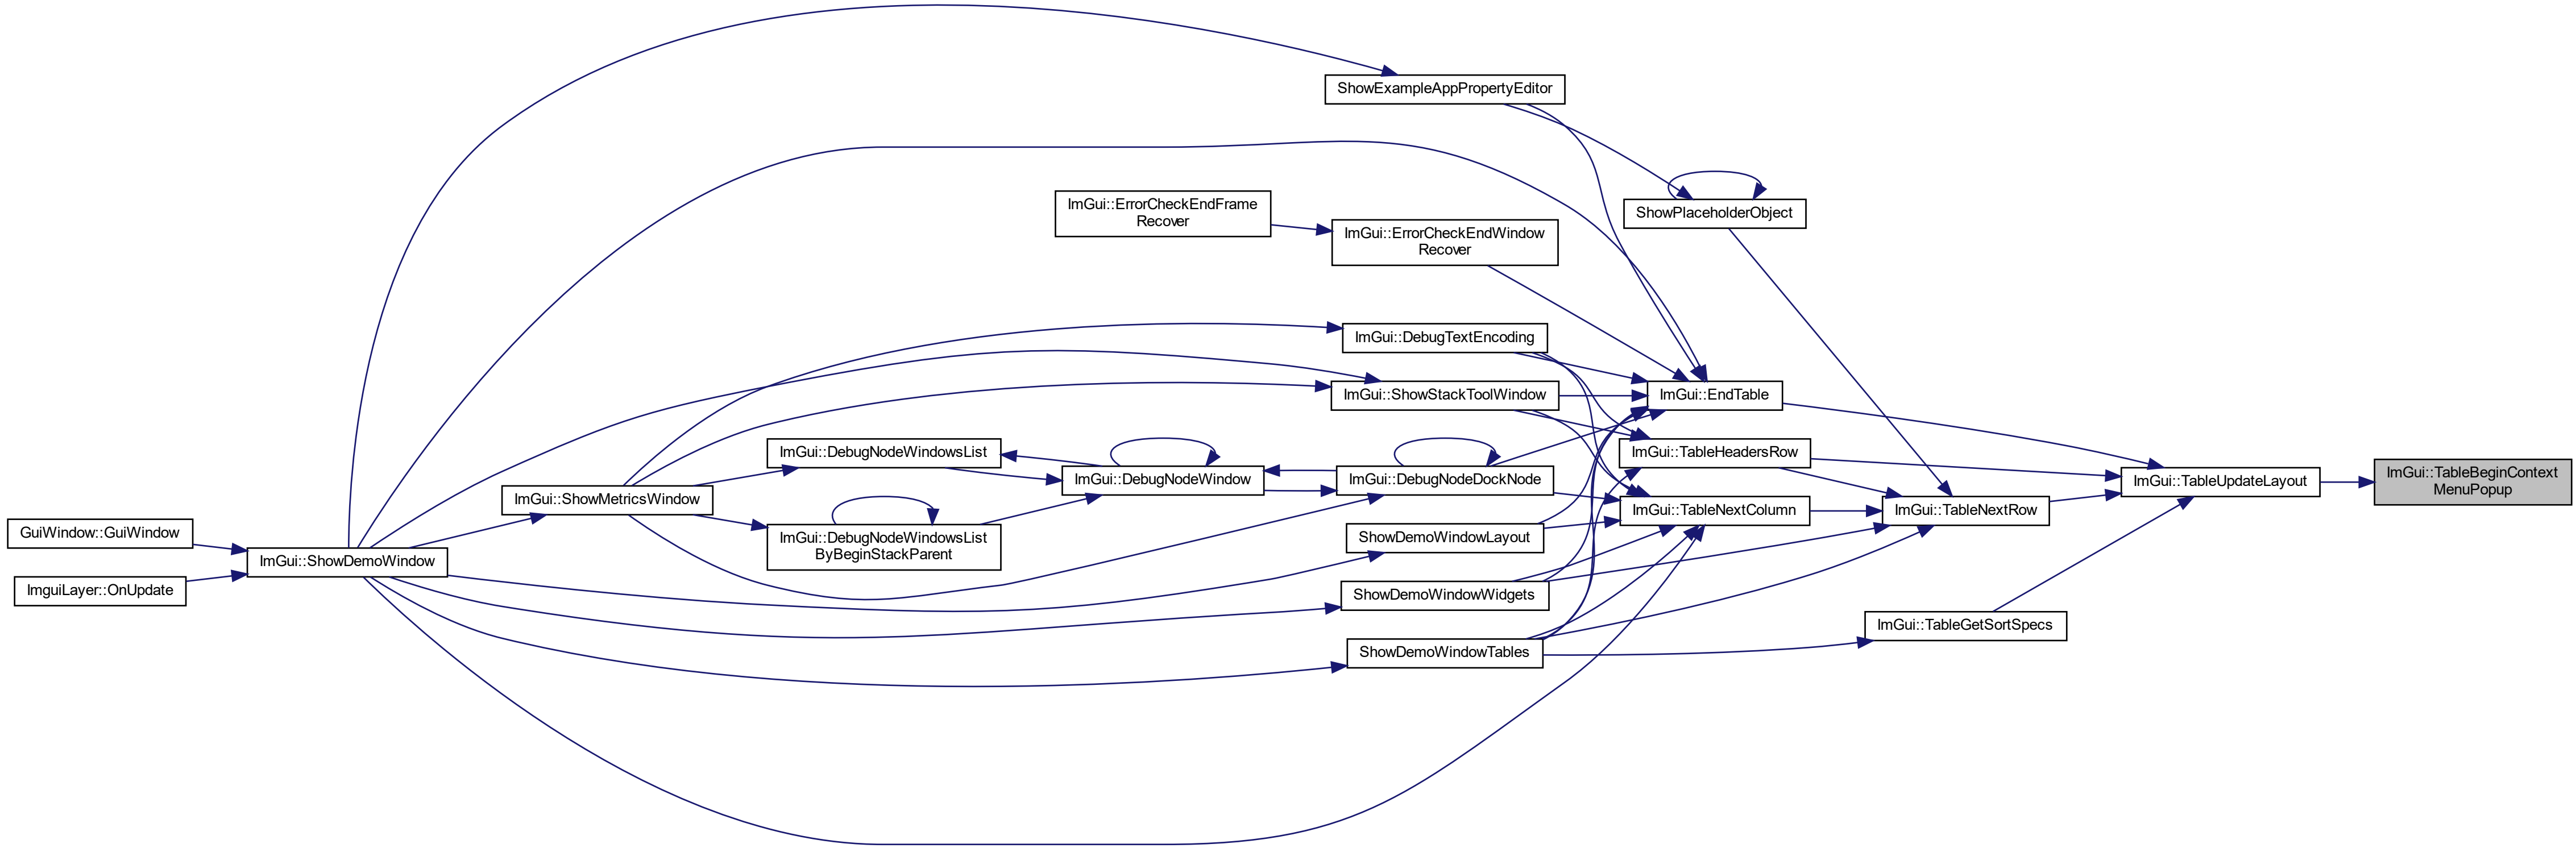 ShowExampleAppPropertyEditor
ImGui::ErrorCheckEndFrame
Recover
ShowPlaceholderObject
ImGui::ErrorCheckEndWindow
Recover
ImGui::DebugTextEncoding
ImGui::ShowStackToolWindow
ImGui::EndTable
ImGui::DebugNodeWindowsList
ImGui::TableHeadersRow
ImGui::DebugNodeWindow
ImGui::DebugNodeDockNode
ImGui::TableUpdateLayout
ImGui::TableBeginContext
MenuPopup
ImGui::ShowMetricsWindow
ImGui::TableNextColumn
ImGui::TableNextRow
GuiWindow::GuiWindow
ImGui::DebugNodeWindowsList
ByBeginStackParent
ShowDemoWindowLayout
ImGui::ShowDemoWindow
ImguiLayer::OnUpdate
ShowDemoWindowWidgets
ImGui::TableGetSortSpecs
ShowDemoWindowTables